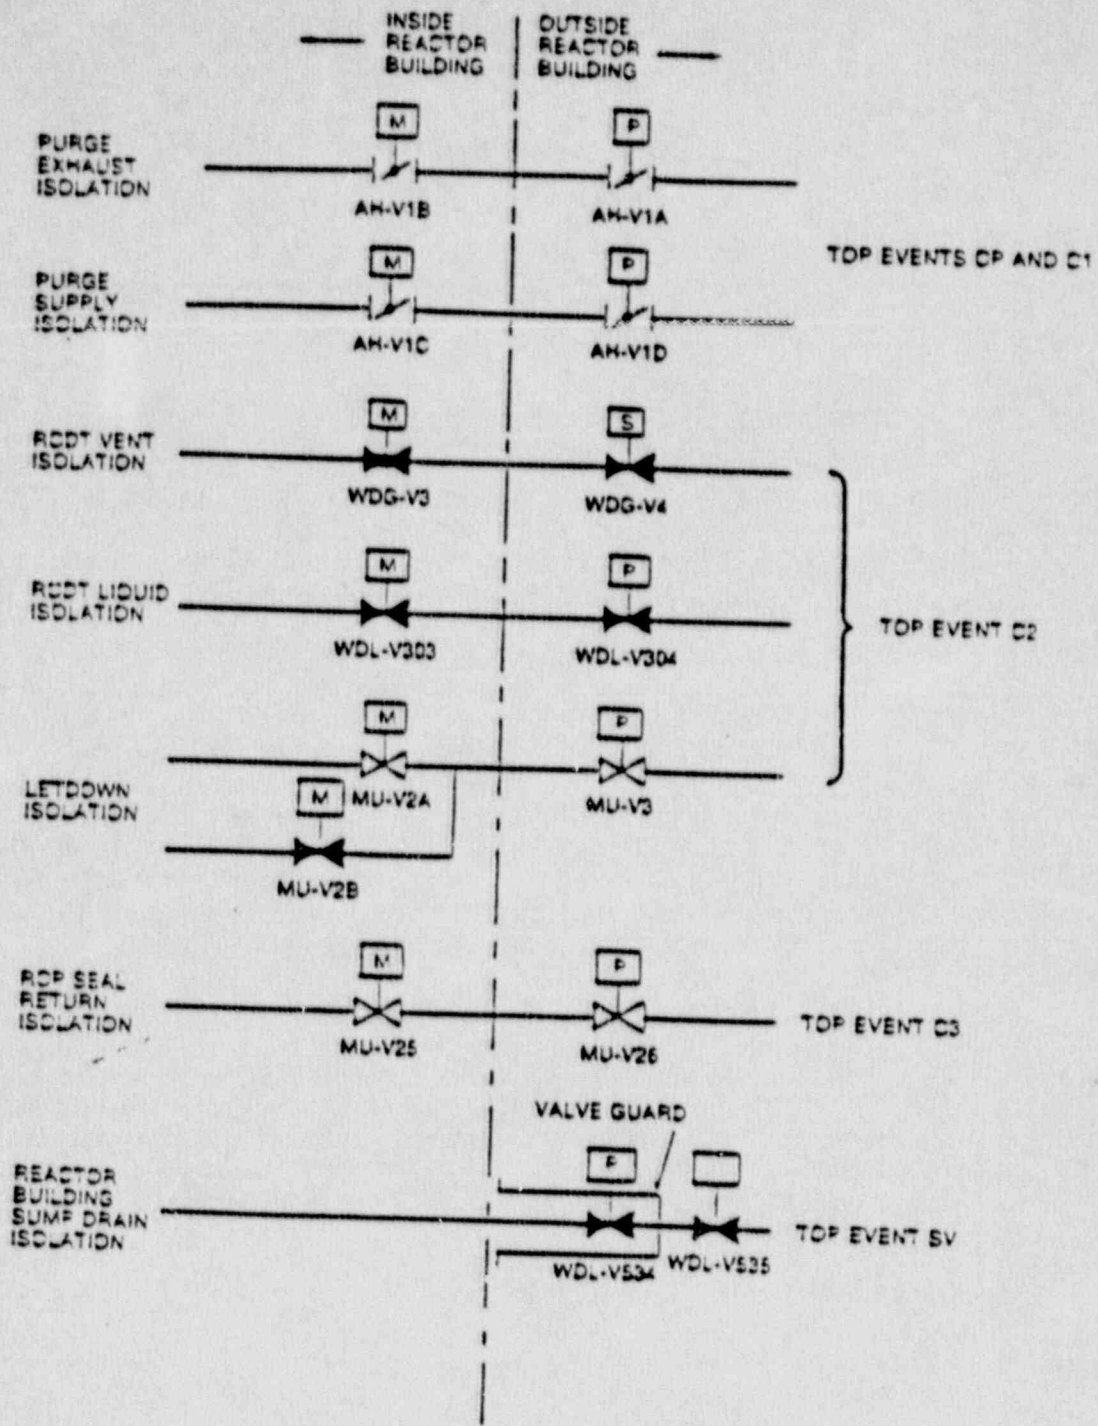 INSIDE
REACTOR
BUILDING
OUTSIDE
REACTOR
BUILDING
PURGE
EXHAUST
ISOLATION
M
P
AH-V1B
AH-V1A
TOP EVENTS CP AND C1
PURGE
SUPPLY
ISOLATION
M
P
AH-V1C
AH-V1D
RCDT VENT
ISOLATION
M
S
WDG-V3
WDG-V4
RCDT LIQUID
ISOLATION
M
P
WDL-V303
WDL-V304
TOP EVENT C2
LETDOWN
ISOLATION
M
P
MU-V2A
MU-V3
M
MU-V2B
RCP SEAL
RETURN
ISOLATION
M
P
MU-V25
MU-V26
TOP EVENT C3
VALVE GUARD
REACTOR
BUILDING
SUMP DRAIN
ISOLATION
P
WDL-V534
WDL-V535
TOP EVENT SV